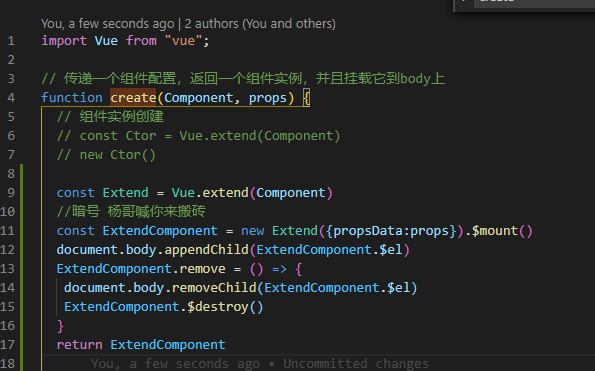 create
You, a few seconds ago | 2 authors (You and others)
1 import Vue from "vue";
2
3 // 传递一个组件配置，返回一个组件实例，并且挂载它到body上
4 function create(Component, props) {
5 // 组件实例创建
6 // const Ctor = Vue.extend(Component)
7 // new Ctor()
8
9 const Extend = Vue.extend(Component)
10 //暗号 杨哥喊你来搬砖
11 const ExtendComponent = new Extend({propsData:props}).$mount()
12 document.body.appendChild(ExtendComponent.$el)
13 ExtendComponent.remove = () => {
14 document.body.removeChild(ExtendComponent.$el)
15 ExtendComponent.$destroy()
16 }
17 return ExtendComponent
18 You, a few seconds ago • Uncommitted changes